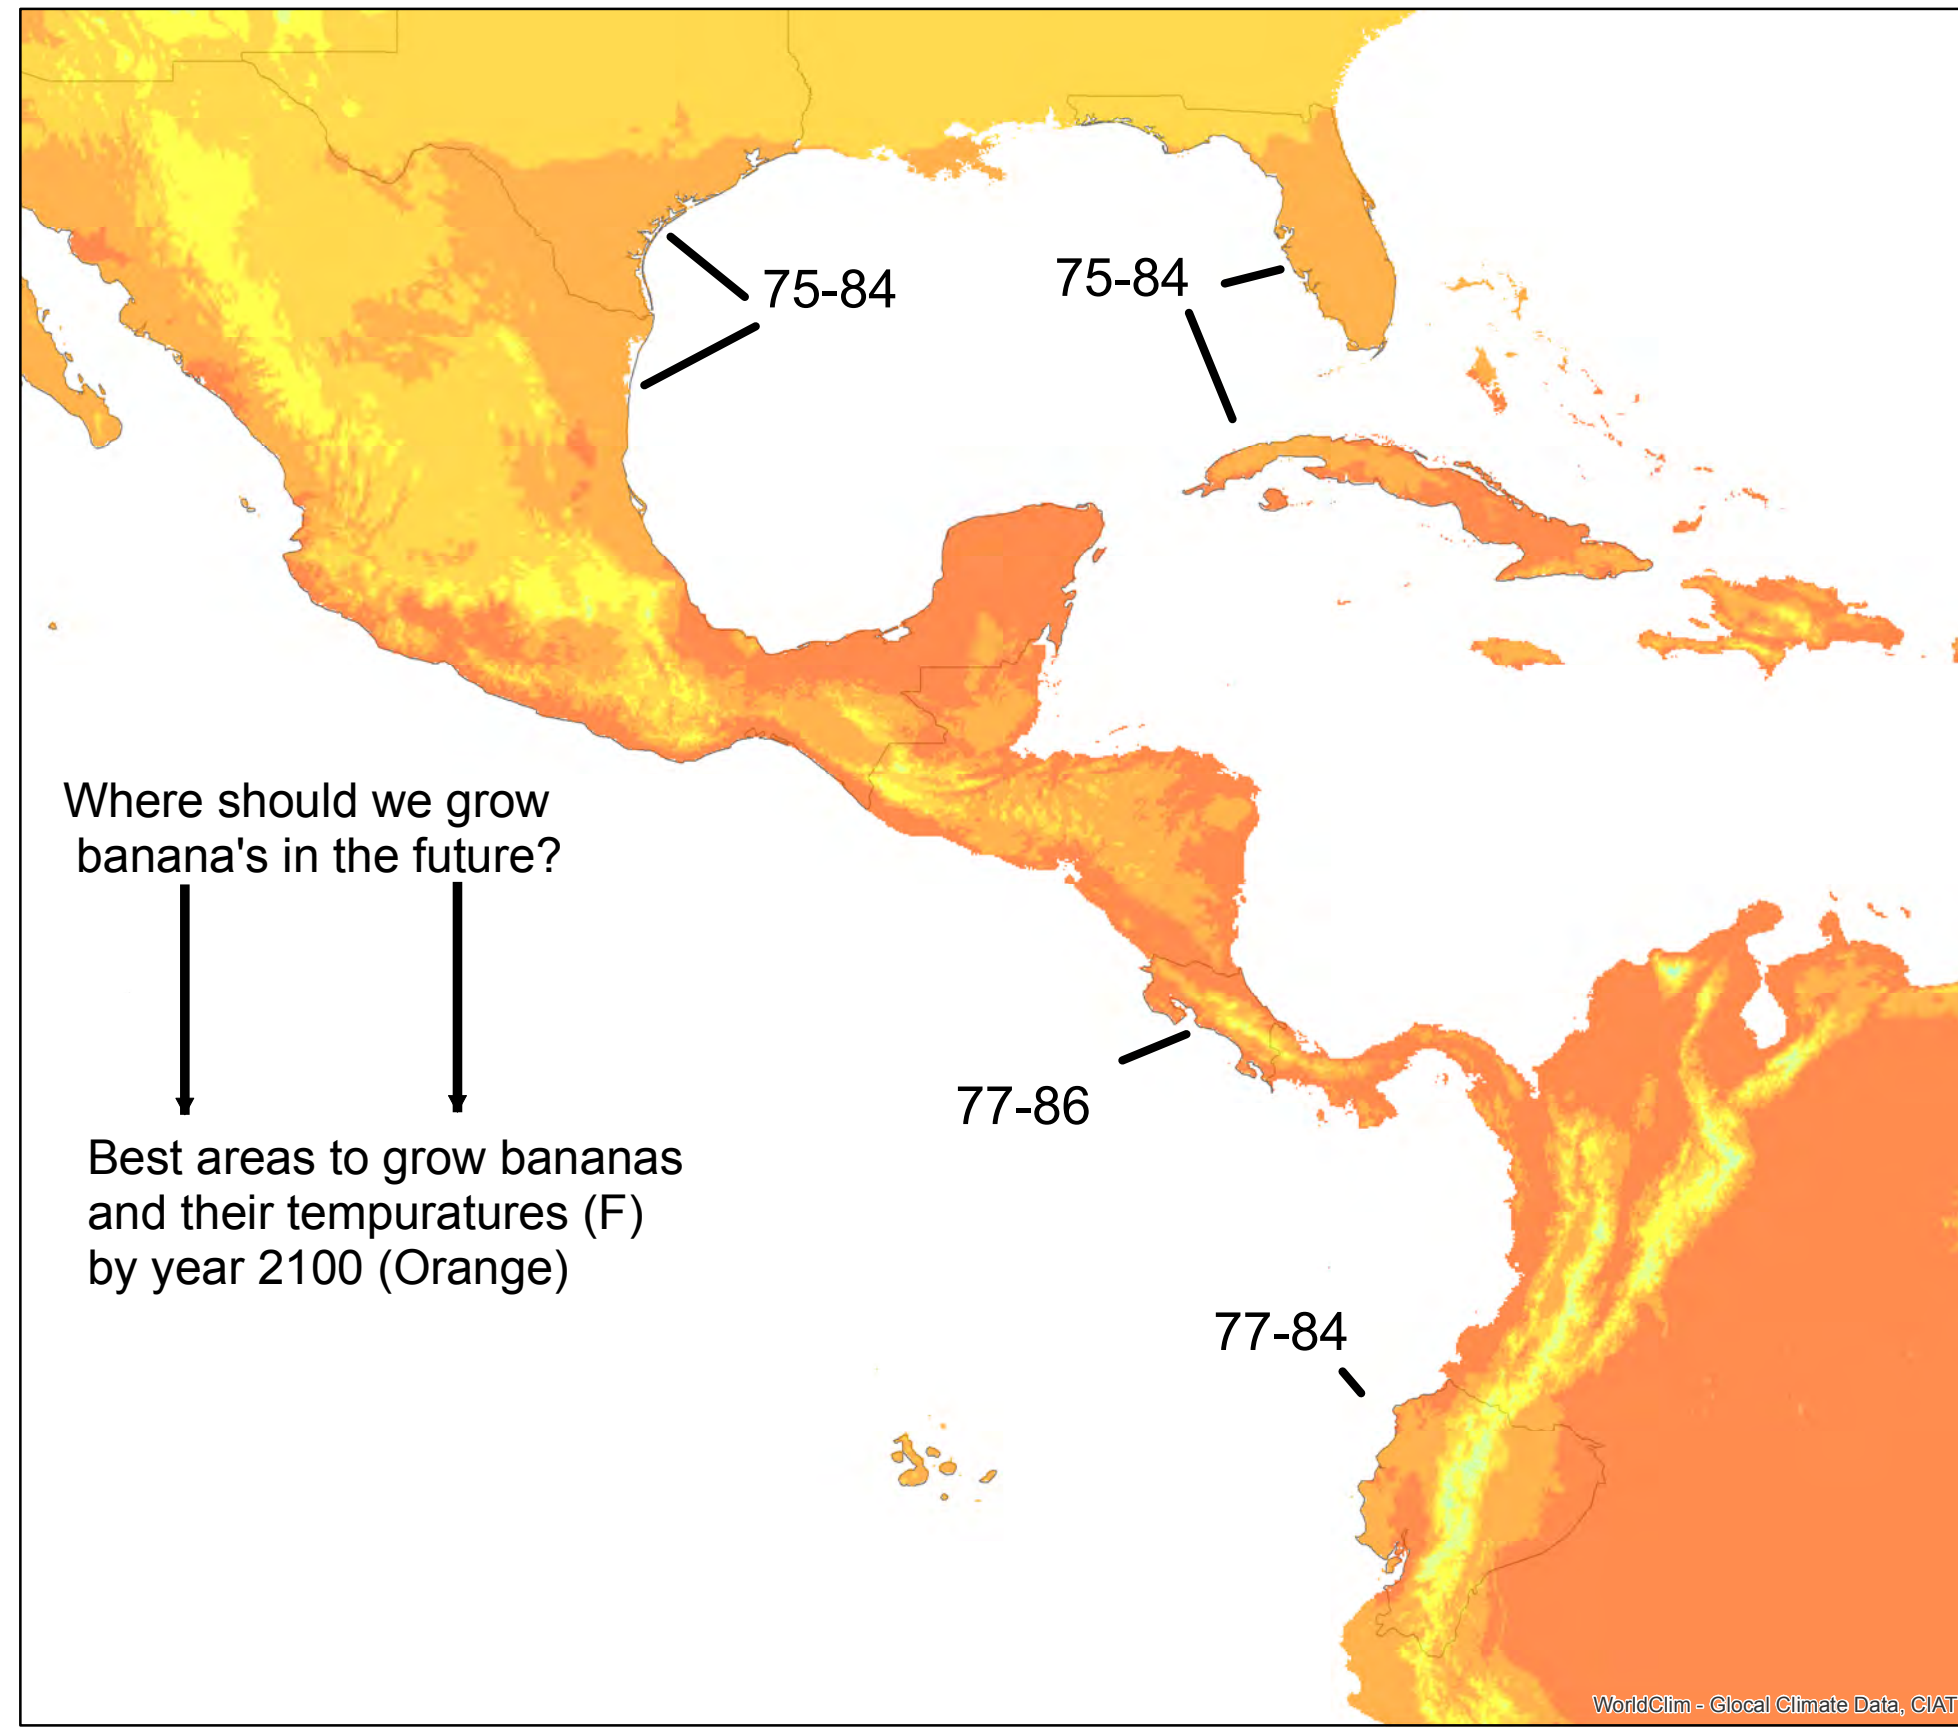 75-84
75-84
Where should we grow
banana's in the future?
77-86
Best areas to grow bananas
and their tempuratures (F)
by year 2100 (Orange)
77-84
WorldClim - Glocal Climate Data, CIAT